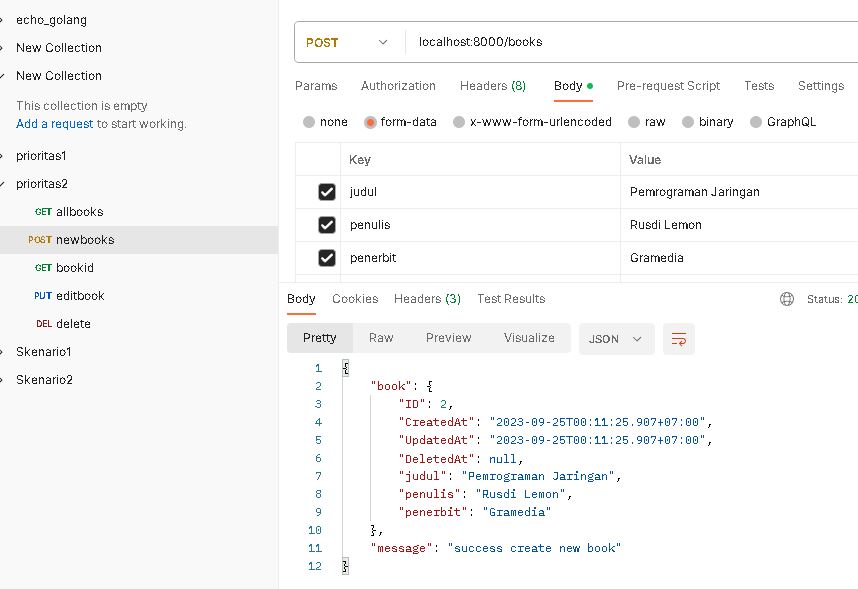 echo_golang
New Collection
New Collection
This collection is empty
Add a request to start working.
prioritas1
prioritas2
GET allbooks
POST newbooks
GET bookid
PUT editbook
DEL delete
Skenario1
Skenario2
POST localhost:8000/books
Params Authorization Headers (8) Body Pre-request Script Tests Settings
none form-data x-www-form-urlencoded raw binary GraphQL
Key Value
judul Pemrograman Jaringan
penulis Rusdi Lemon
penerbit Gramedia
Body Cookies Headers (3) Test Results Status: 20
Pretty Raw Preview Visualize JSON
1 {
2 "book": {
3 "ID": 2,
4 "CreatedAt": "2023-09-25T00:11:25.907+07:00",
5 "UpdatedAt": "2023-09-25T00:11:25.907+07:00",
6 "DeletedAt": null,
7 "judul": "Pemrograman Jaringan",
8 "penulis": "Rusdi Lemon",
9 "penerbit": "Gramedia"
10 },
11 "message": "success create new book"
12 }